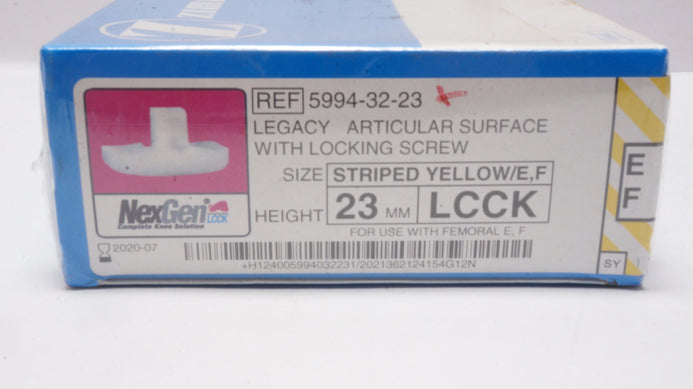 REF 5994-32-23
LEGACY ARTICULAR SURFACE
WITH LOCKING SCREW
SIZE STRIPED YELLOW/E,F
HEIGHT 23 MM LCCK
FOR USE WITH FEMORAL E, F
NexGen LCCK
Complete Knee Solution
2020-07
+H124005994032231/2021362124154G12N
E
F
SY